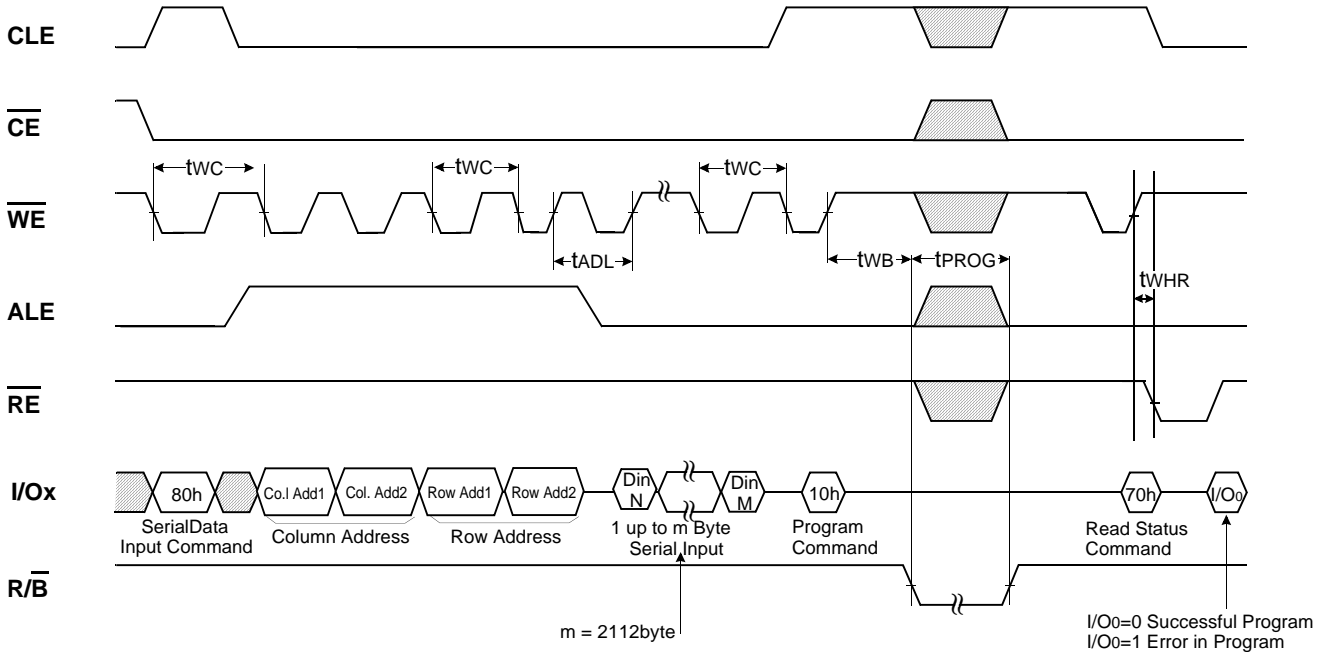 CLE
CE
tWC
tWC
tWC
WE
tADL
tWB
tPROG
tWHR
ALE
RE
I/Ox
80h
Co.l Add1
Col. Add2
Row Add1
Row Add2
Din
N
Din
M
10h
70h
I/O0
SerialData
Input Command
Column Address
Row Address
1 up to m Byte
Serial Input
Program
Command
Read Status
Command
R/B
m = 2112byte
I/O0=0 Successful Program
I/O0=1 Error in Program